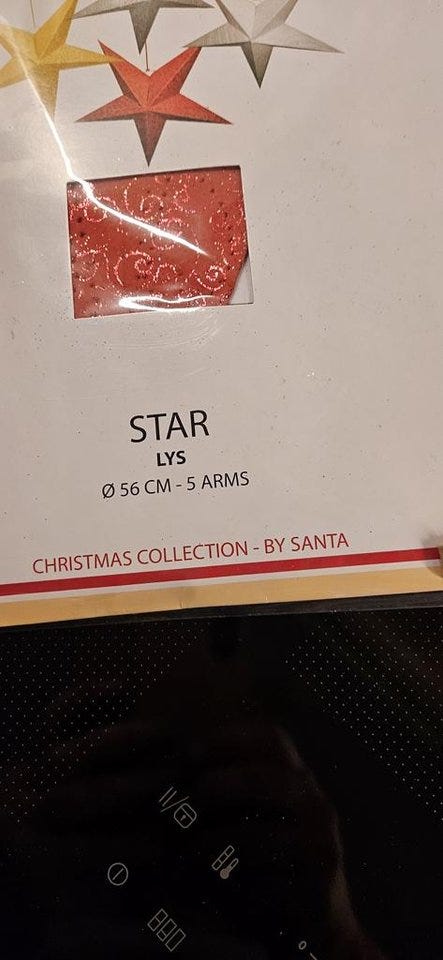 STAR
LYS
Ø 56 CM - 5 ARMS
CHRISTMAS COLLECTION - BY SANTA